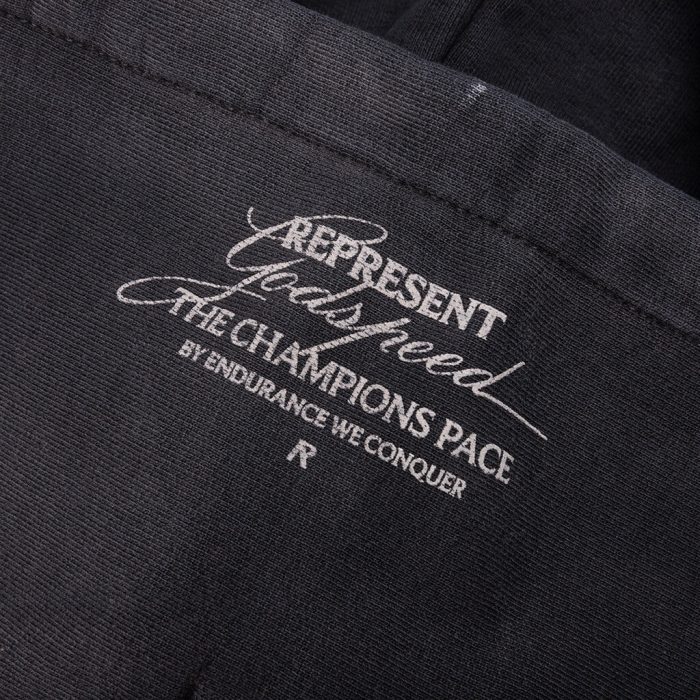 REPRESENT
Godspeed
THE CHAMPIONS PACE
BY ENDURANCE WE CONQUER
R